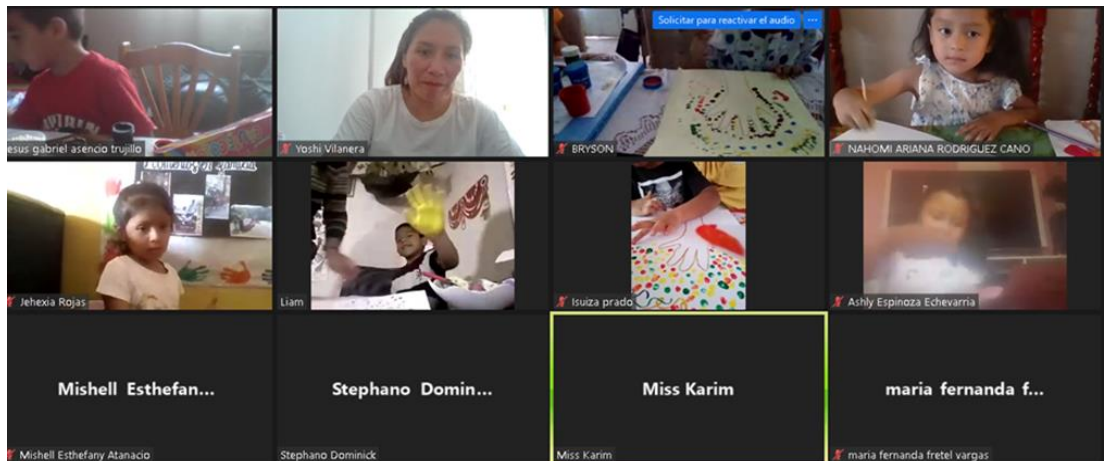 Solicitar para reactivar el audio
esus gabriel asencio trujillo
Yoshi Vilanera
BRYSON
NAHOMI ARIANA RODRIGUEZ CANO
Jehexia Rojas
Liam
Isuiza prado
Ashly Espinoza Echevarria
Mishell Esthefan...
Stephano Domin...
Miss Karim
maria fernanda f...
Mishell Esthefany Atanacio
Stephano Dominick
Miss Karim
maria fernanda fretel vargas